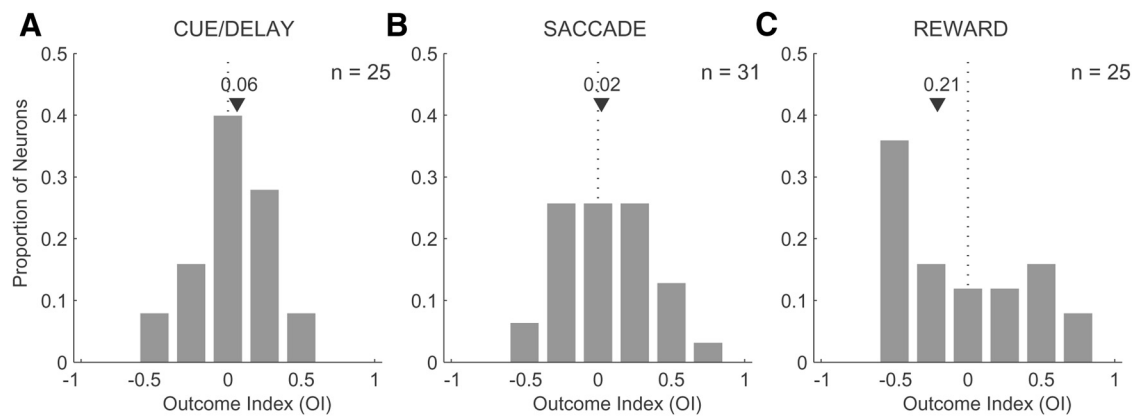 A
CUE/DELAY
0.5
0.4
0.3
0.2
0.1
0
Proportion of Neurons
0.06
n = 25
-1
-0.5
0
0.5
1
Outcome Index (OI)
B
SACCADE
0.5
0.4
0.3
0.2
0.1
0
0.02
n = 31
-1
-0.5
0
0.5
1
Outcome Index (OI)
C
REWARD
0.5
0.4
0.3
0.2
0.1
0
0.21
n = 25
-1
-0.5
0
0.5
1
Outcome Index (OI)